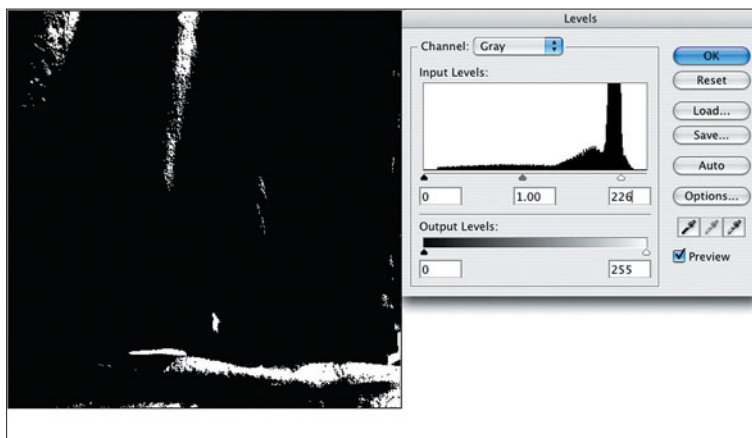 Levels
Channel: Gray
OK
Input Levels:
Reset
Load...
Save...
Auto
0 1.00 226
Options...
Output Levels:
Preview
0 255